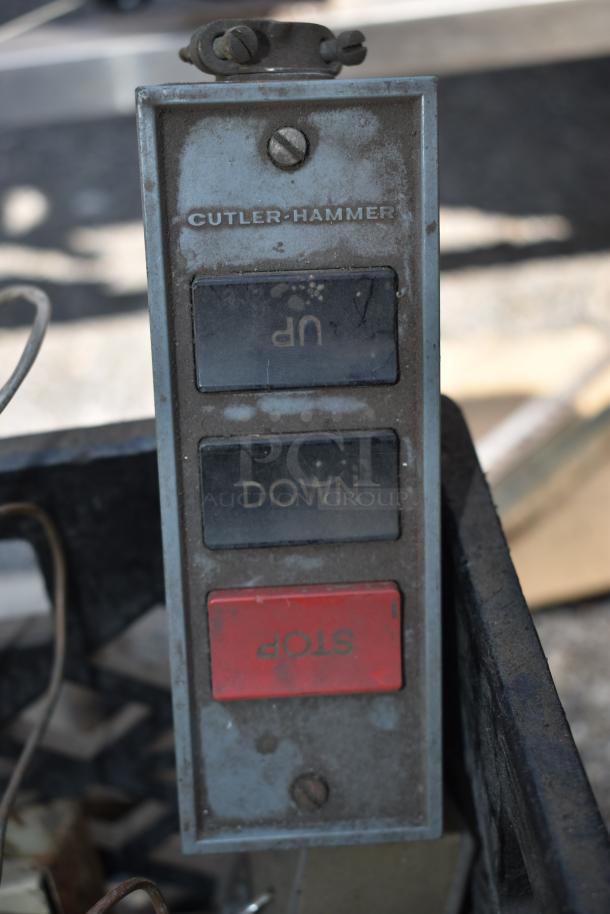 CUTLER-HAMMER
UP
DOWN
PCI
AUCTION GROUP
STOP